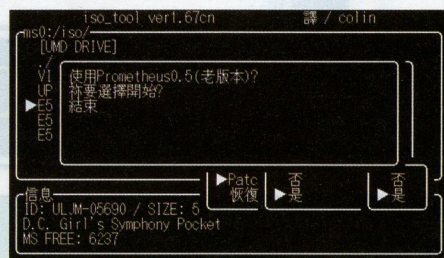 iso_tool ver1.67cn 譯 / colin
ms0:/iso/
[UMD DRIVE]
./
VI
UP
▶E5
E5
E5
使用Prometheus0.5(老版本)?
祢要選擇開始?
結束
▶Patc
恢復
否
▶是
否
▶是
信息
ID: ULJM-05690 / SIZE: 5
D.C. Girl's Symphony Pocket
MS FREE: 6237